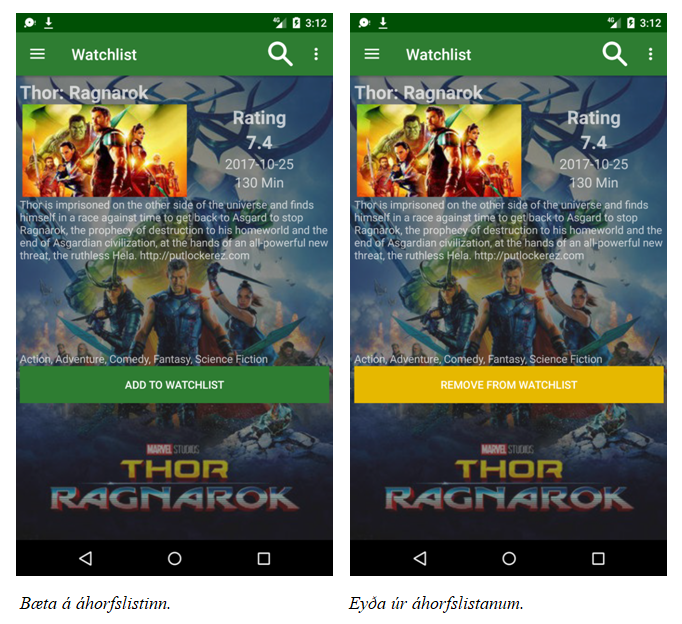 4G 3:12
Watchlist
Thor: Ragnarok
Rating
7.4
2017-10-25
130 Min
Thor is imprisoned on the other side of the universe and finds
himself in a race against time to get back to Asgard to stop
Ragnarok, the prophecy of destruction to his homeworld and the
end of Asgardian civilization, at the hands of an all-powerful new
threat, the ruthless Hela. http://putlockerez.com
Action, Adventure, Comedy, Fantasy, Science Fiction
ADD TO WATCHLIST
MARVEL STUDIOS
THOR
RAGNAROK
Bæta á áhorfslistinn.
4G 3:12
Watchlist
Thor: Ragnarok
Rating
7.4
2017-10-25
130 Min
Thor is imprisoned on the other side of the universe and finds
himself in a race against time to get back to Asgard to stop
Ragnarok, the prophecy of destruction to his homeworld and the
end of Asgardian civilization, at the hands of an all-powerful new
threat, the ruthless Hela. http://putlockerez.com
Action, Adventure, Comedy, Fantasy, Science Fiction
REMOVE FROM WATCHLIST
MARVEL STUDIOS
THOR
RAGNAROK
Eyða úr áhorfslistanum.